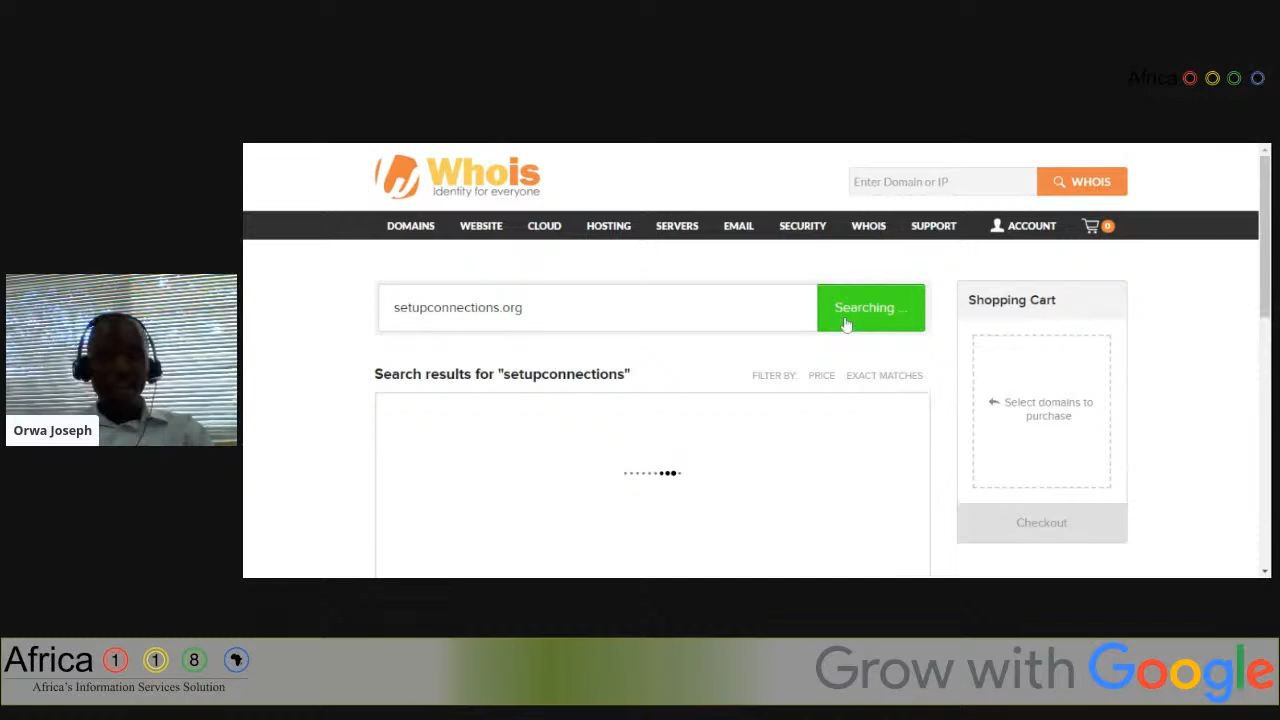 Africa
Whois
Identity for everyone
Enter Domain or IP
WHOIS
DOMAINS WEBSITE CLOUD HOSTING SERVERS EMAIL SECURITY WHOIS SUPPORT ACCOUNT 0
setupconnections.org
Searching ...
Shopping Cart
Search results for "setupconnections"
FILTER BY: PRICE EXACT MATCHES
Select domains to
purchase
Orwa Joseph
Checkout
Africa 1 1 8
Africa's Information Services Solution
Grow with Google